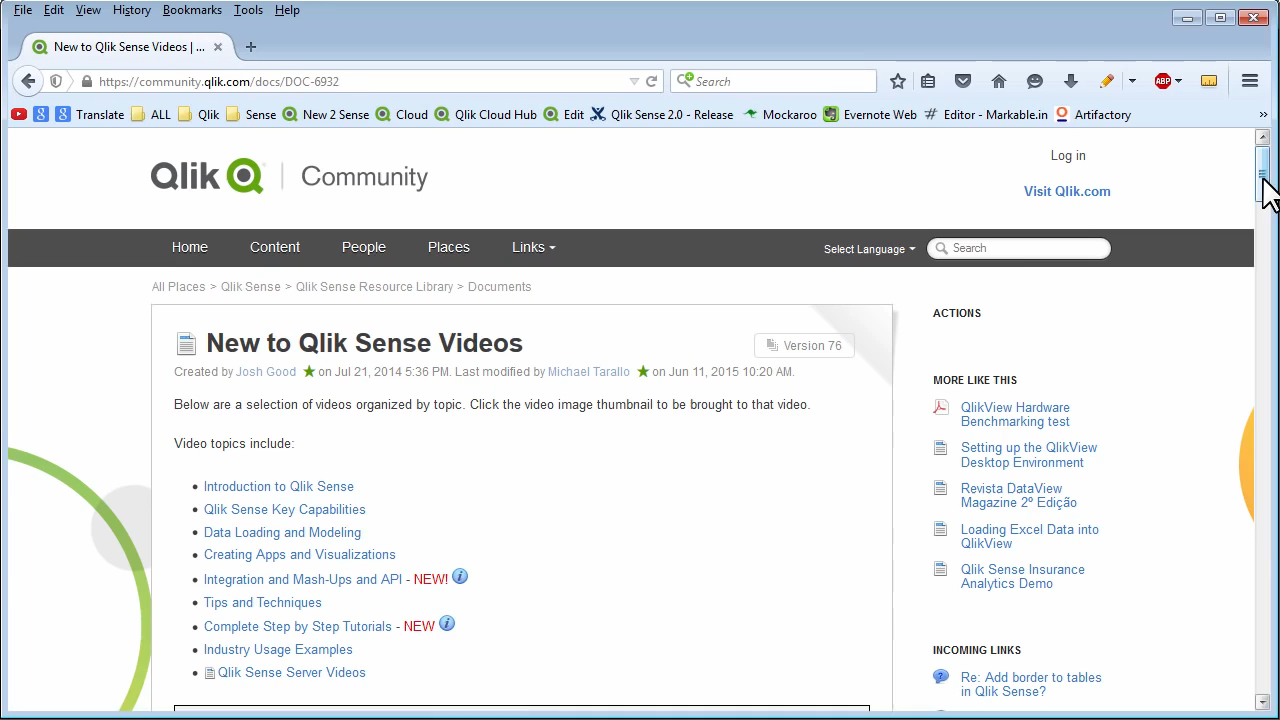 File Edit View History Bookmarks Tools Help
New to Qlik Sense Videos | ...
https://community.qlik.com/docs/DOC-6932
Search
ABP
Translate ALL Qlik Sense New 2 Sense Cloud Qlik Cloud Hub Edit Qlik Sense 2.0 - Release Mockaroo Evernote Web Editor - Markable.in Artifactory »
Qlik Community
Log in
Visit Qlik.com
Home Content People Places Links
Select Language
Search
All Places > Qlik Sense > Qlik Sense Resource Library > Documents
New to Qlik Sense Videos
Version 76
Created by Josh Good on Jul 21, 2014 5:36 PM. Last modified by Michael Tarallo on Jun 11, 2015 10:20 AM.
Below are a selection of videos organized by topic. Click the video image thumbnail to be brought to that video.
Video topics include:
• Introduction to Qlik Sense
• Qlik Sense Key Capabilities
• Data Loading and Modeling
• Creating Apps and Visualizations
• Integration and Mash-Ups and API - NEW!
• Tips and Techniques
• Complete Step by Step Tutorials - NEW
• Industry Usage Examples
• Qlik Sense Server Videos
ACTIONS
MORE LIKE THIS
QlikView Hardware
Benchmarking test
Setting up the QlikView
Desktop Environment
Revista DataView
Magazine 2º Edição
Loading Excel Data into
QlikView
Qlik Sense Insurance
Analytics Demo
INCOMING LINKS
Re: Add border to tables
in Qlik Sense?